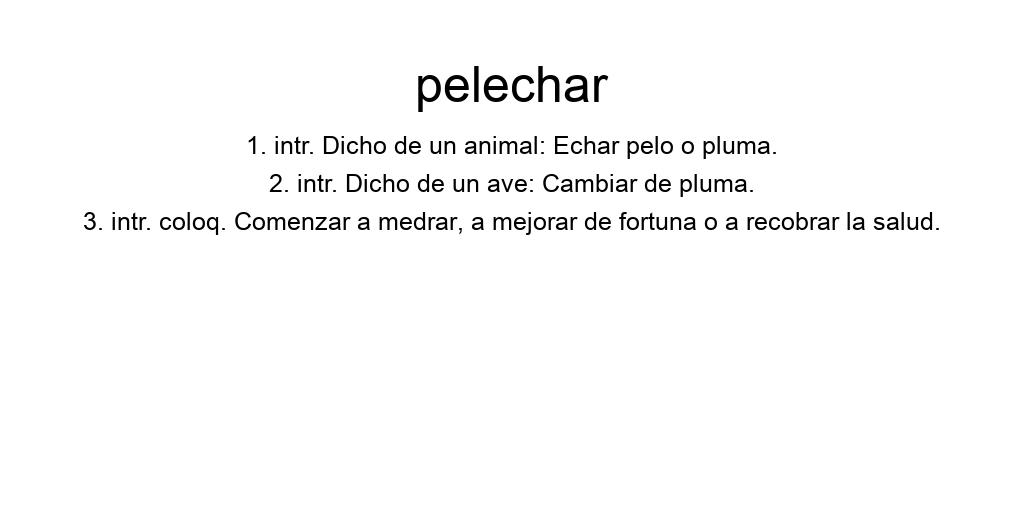 pelechar
1. intr. Dicho de un animal: Echar pelo o pluma.
2. intr. Dicho de un ave: Cambiar de pluma.
3. intr. coloq. Comenzar a medrar, a mejorar de fortuna o a recobrar la salud.